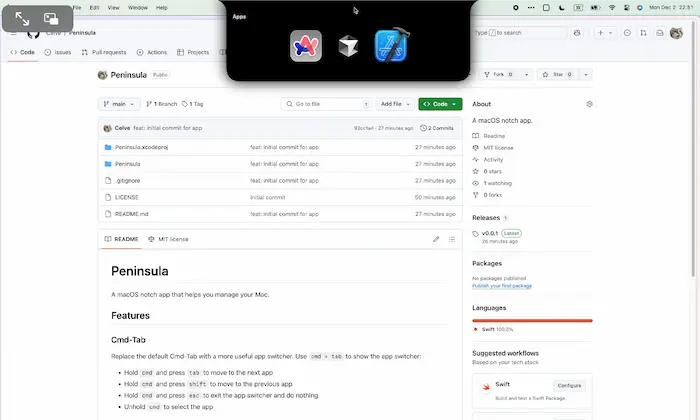 Apps
Mon Dec 2 22:51
Celve / Peninsula
Type / to search
Code
Issues
Pull requests
Actions
Projects
Peninsula
Public
Fork 0
Star 0
main
1 Branch
1 Tag
Go to file
t
Add file
Code
About
A macOS notch app.
Celve feat: initial commit for app
27 minutes ago
2 Commits
Peninsula.xcodeproj
feat: initial commit for app
27 minutes ago
Peninsula
feat: initial commit for app
27 minutes ago
.gitignore
feat: initial commit for app
27 minutes ago
LICENSE
Initial commit
50 minutes ago
README.md
feat: initial commit for app
27 minutes ago
Readme
MIT license
Activity
0 stars
1 watching
0 forks
Releases 1
v0.0.1 Latest
26 minutes ago
README
MIT license
Peninsula
A macOS notch app that helps you manage your Mac.
Features
Cmd-Tab
Replace the default Cmd-Tab with a more useful app switcher. Use cmd + tab to show the app switcher:
Hold cmd and press tab to move to the next app
Hold cmd and press shift to move to the previous app
Hold cmd and press esc to exit the app switcher and do nothing
Unhold cmd to select the app
Packages
No packages published
Publish your first package
Languages
Swift 100.0%
Suggested workflows
Based on your tech stack
Swift
Configure
Build and test a Swift Package.